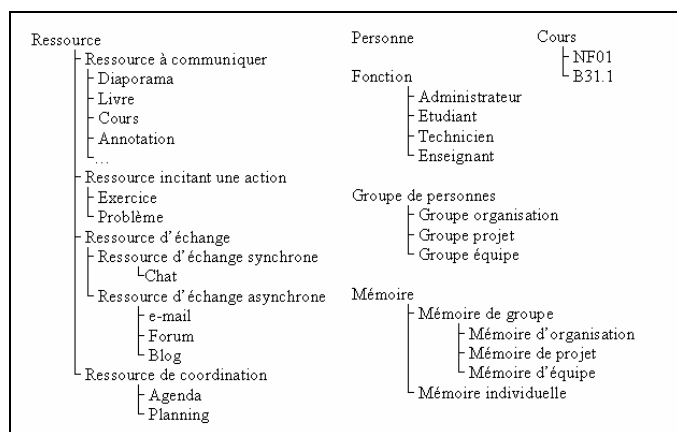 Ressource
Ressource à communiquer
Diaporama
Livre
Cours
Annotation
...
Ressource incitant une action
Exercice
Problème
Ressource d'échange
Ressource d'échange synchrone
Chat
Ressource d'échange asynchrone
e-mail
Forum
Blog
Ressource de coordination
Agenda
Planning
Personne
Fonction
Administrateur
Etudiant
Technicien
Enseignant
Groupe de personnes
Groupe organisation
Groupe projet
Groupe équipe
Mémoire
Mémoire de groupe
Mémoire d'organisation
Mémoire de projet
Mémoire d'équipe
Mémoire individuelle
Cours
NF01
B31.1